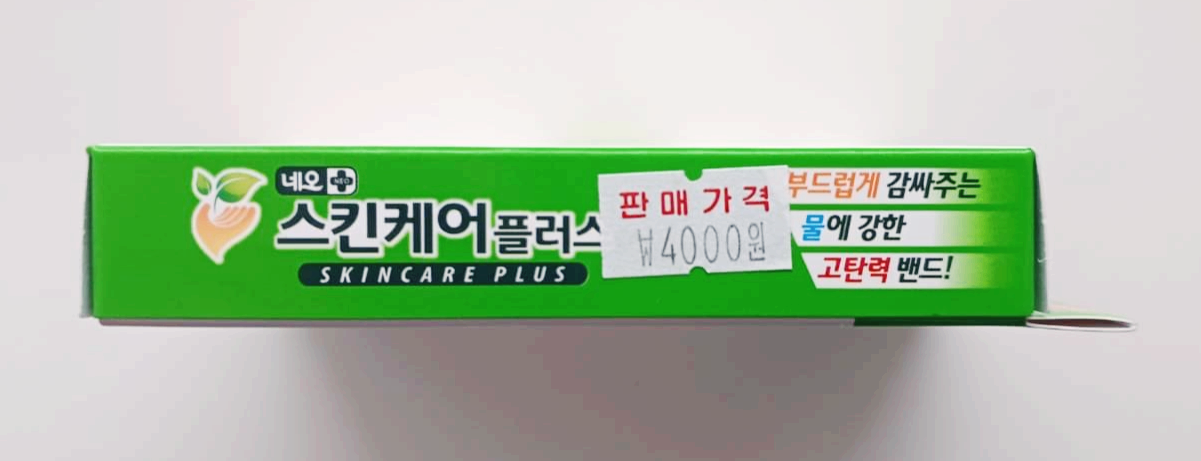 네오 NEO
스킨케어플러스
SKINCARE PLUS
판매가격
₩4000원
부드럽게 감싸주는
물에 강한
고탄력 밴드!